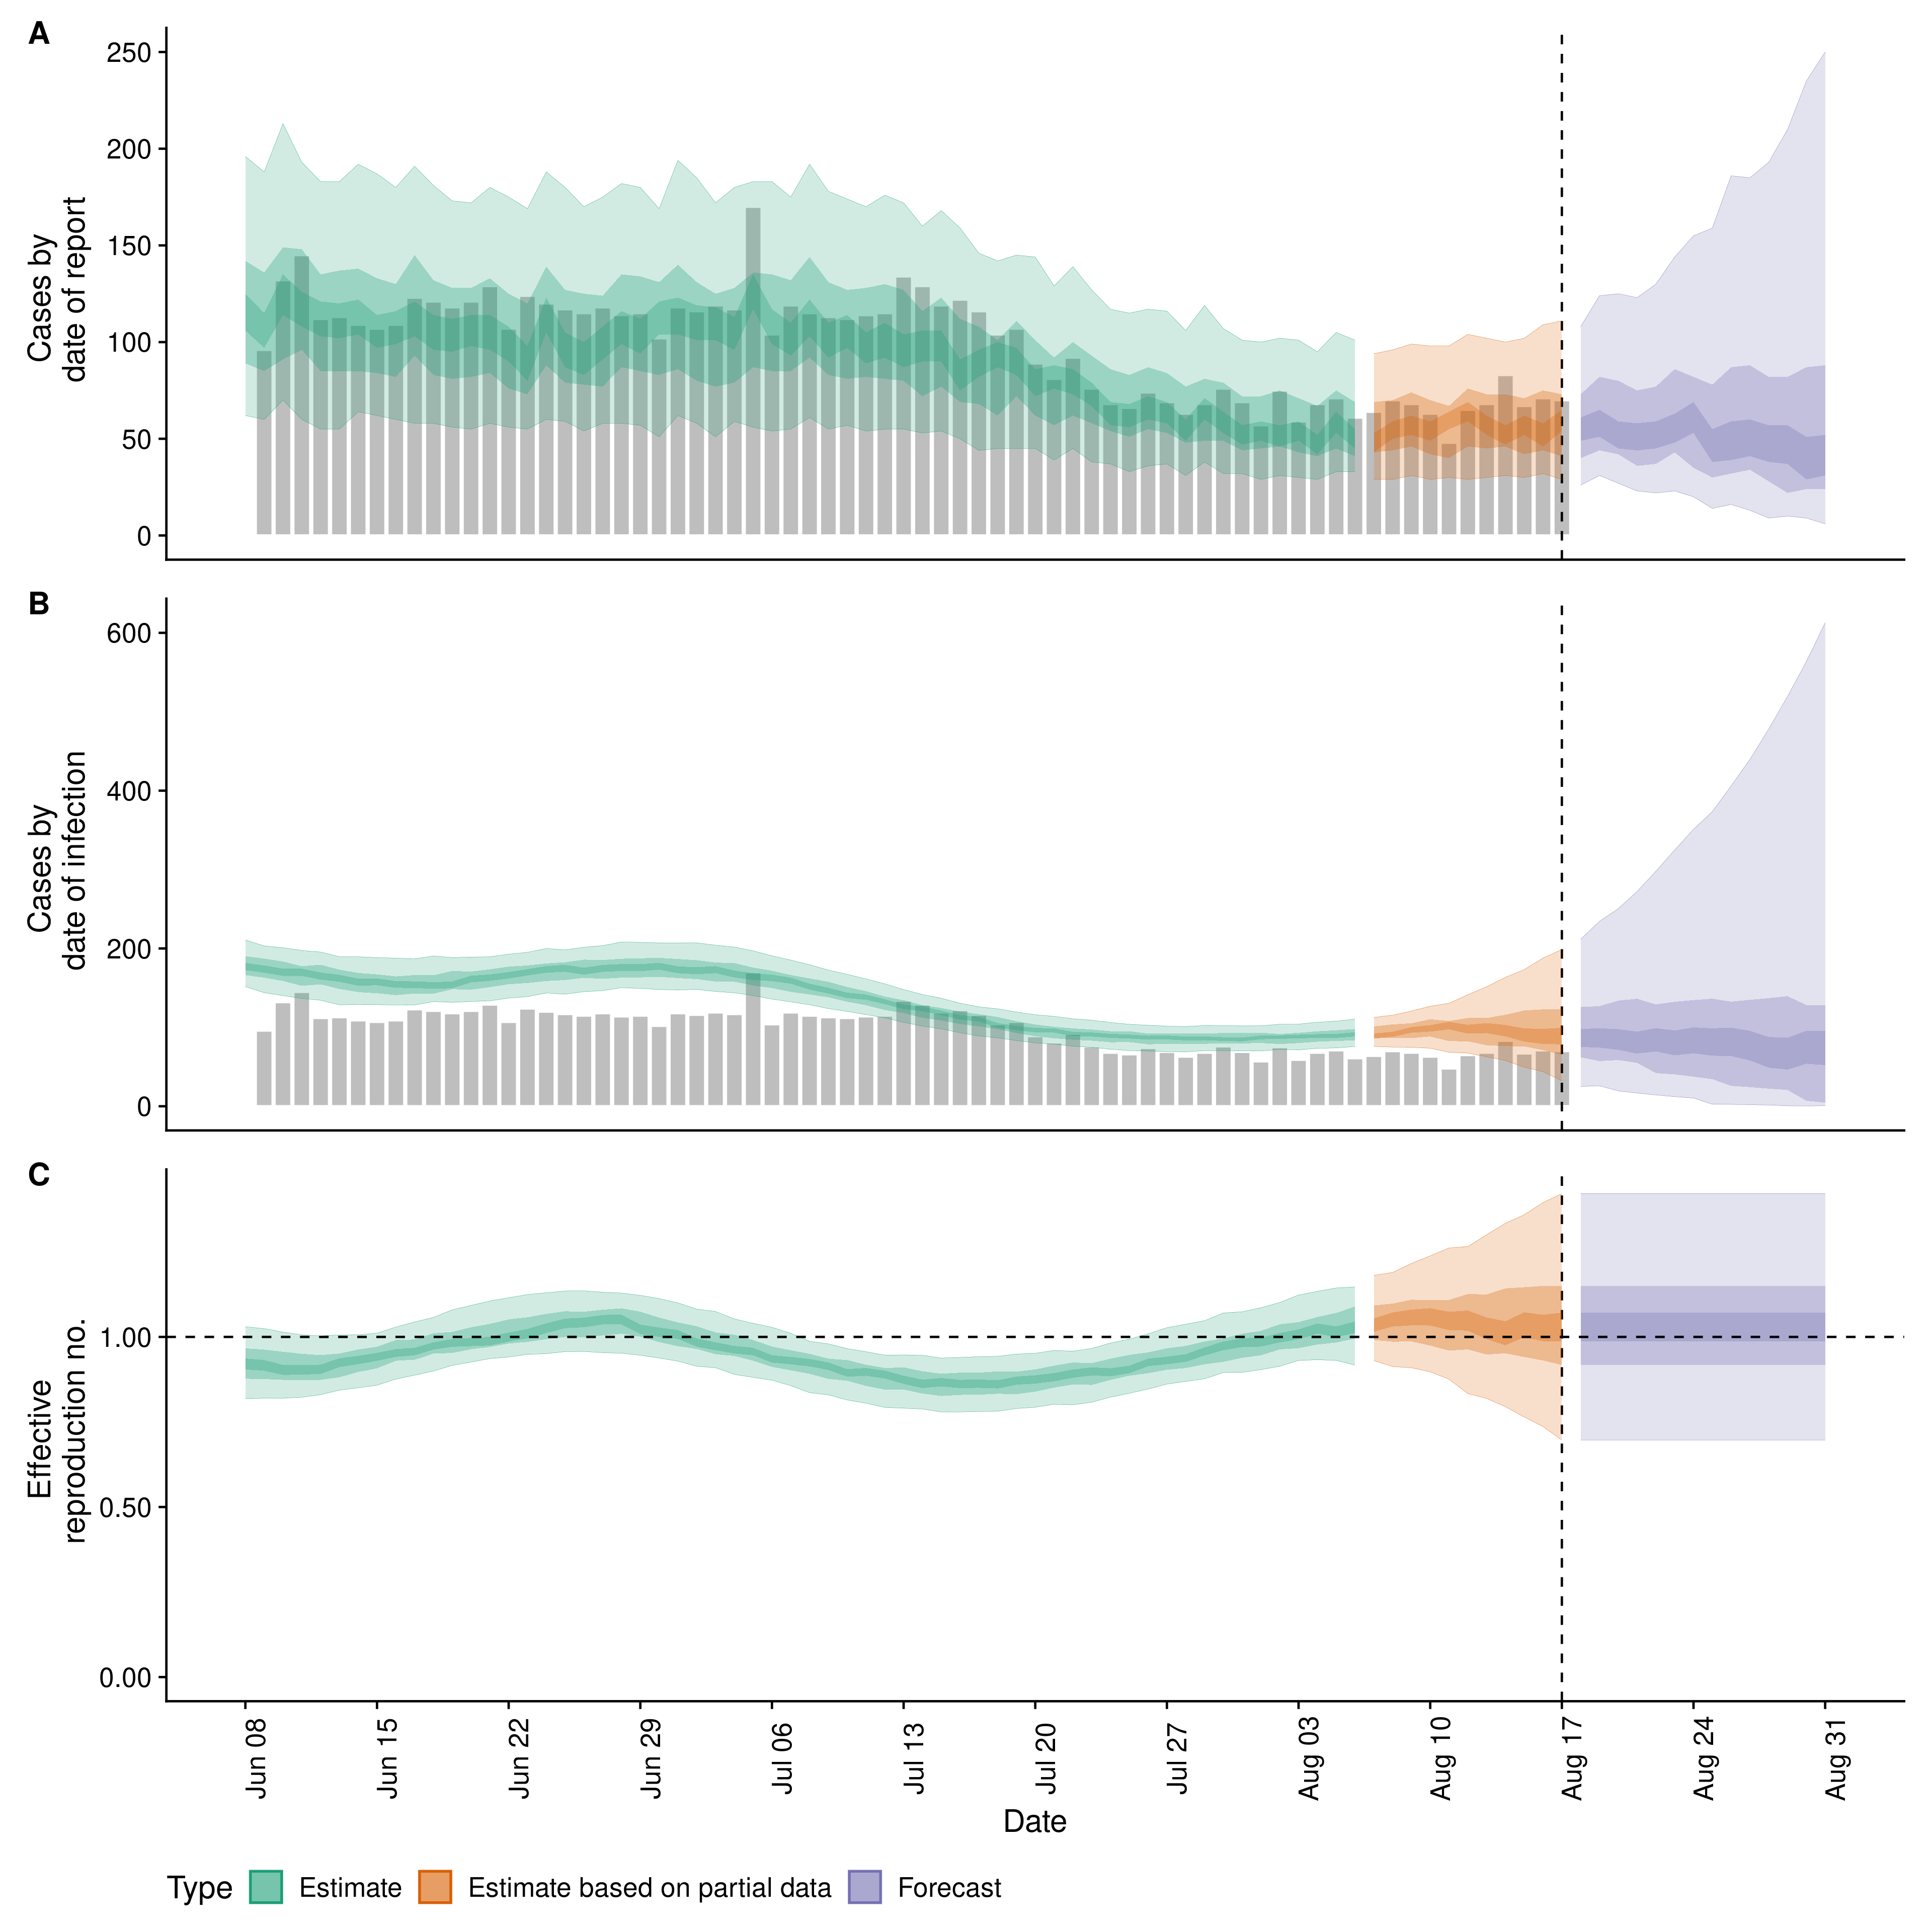 A
Cases by
date of report
250
200
150
100
50
0
B
Cases by
date of infection
600
400
200
0
C
Effective
reproduction no.
1.00
0.50
0.00
Jun 08
Jun 15
Jun 22
Jun 29
Jul 06
Jul 13
Jul 20
Jul 27
Aug 03
Aug 10
Aug 17
Aug 24
Aug 31
Date
Type Estimate Estimate based on partial data Forecast